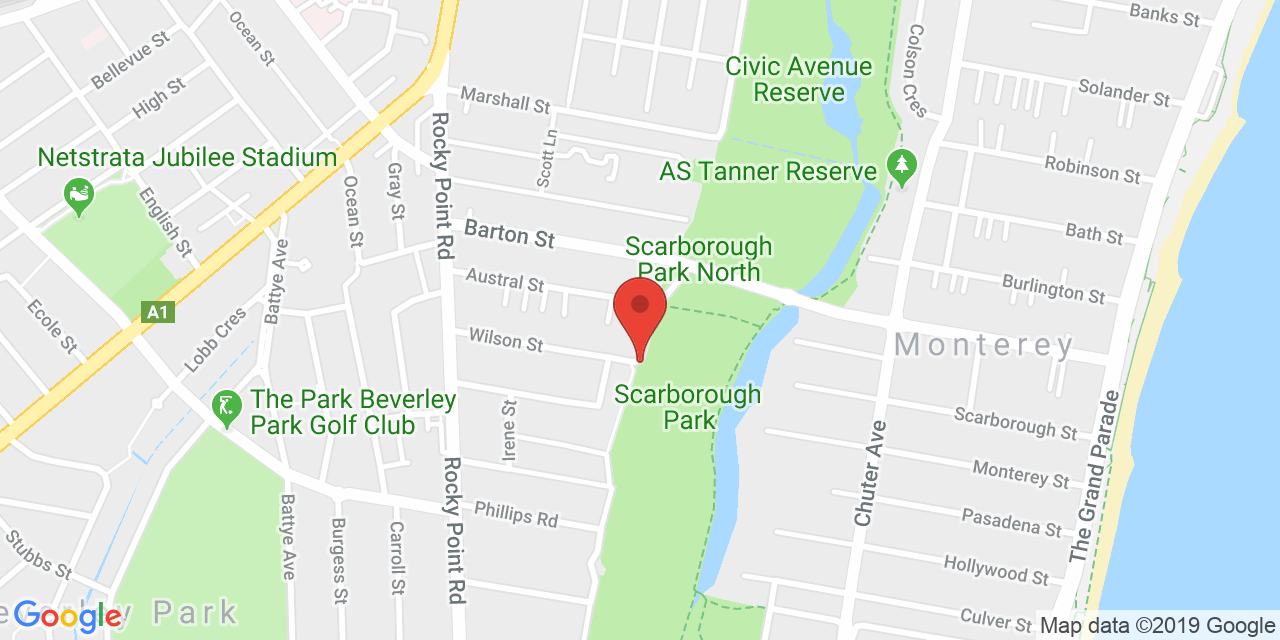 Banks St
Ocean St
Bellevue St
Colson Cres
Civic Avenue
Reserve
High St
Marshall St
Solander St
Netstrata Jubilee Stadium
Rocky Point Rd
Scott Ln
AS Tanner Reserve
Robinson St
Ocean St
Gray St
English St
Barton St
Bath St
Scarborough
Park North
Battye Ave
Austral St
Burlington St
A1
Ecole St
Lobb Cres
Wilson St
Monterey
The Park Beverley
Park Golf Club
Scarborough
Park
Irene St
Scarborough St
The Grand Parade
Chuter Ave
Monterey St
Rocky Point Rd
Phillips Rd
Pasadena St
Battye Ave
Burgess St
Carroll St
Stubbs St
Hollywood St
Beverley Park
Culver St
Google
Map data ©2019 Google